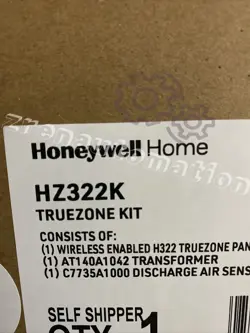 Honeywell Home
HZ322K
TRUEZONE KIT
CONSISTS OF:
(1) WIRELESS ENABLED H322 TRUEZONE PAN
(1) AT140A1042 TRANSFORMER
(1) C7735A1000 DISCHARGE AIR SENS
SELF SHIPPER
QTY 1